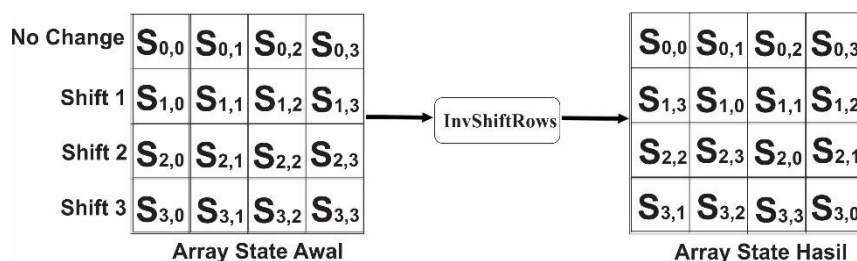 No Change S0,0 S0,1 S0,2 S0,3 S0,0 S0,1 S0,2 S0,3
Shift 1 S1,0 S1,1 S1,2 S1,3 InvShiftRows S1,3 S1,0 S1,1 S1,2
Shift 2 S2,0 S2,1 S2,2 S2,3 S2,2 S2,3 S2,0 S2,1
Shift 3 S3,0 S3,1 S3,2 S3,3 S3,1 S3,2 S3,3 S3,0
Array State Awal Array State Hasil